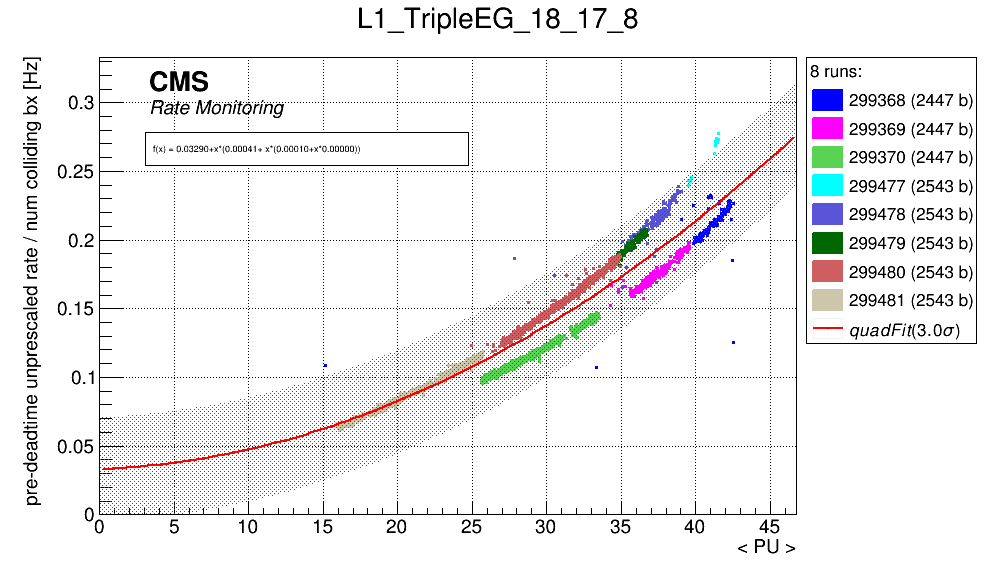 L1_TripleEG_18_17_8
pre-deadtime unprescaled rate / num colliding bx [Hz]
CMS
Rate Monitoring
f(x) = 0.03290+x*(0.00041+ x*(0.00010+x*0.00000))
0.3
0.25
0.2
0.15
0.1
0.05
0
0 5 10 15 20 25 30 35 40 45
< PU >
8 runs:
299368 (2447 b)
299369 (2447 b)
299370 (2447 b)
299477 (2543 b)
299478 (2543 b)
299479 (2543 b)
299480 (2543 b)
299481 (2543 b)
quadFit(3.0σ)